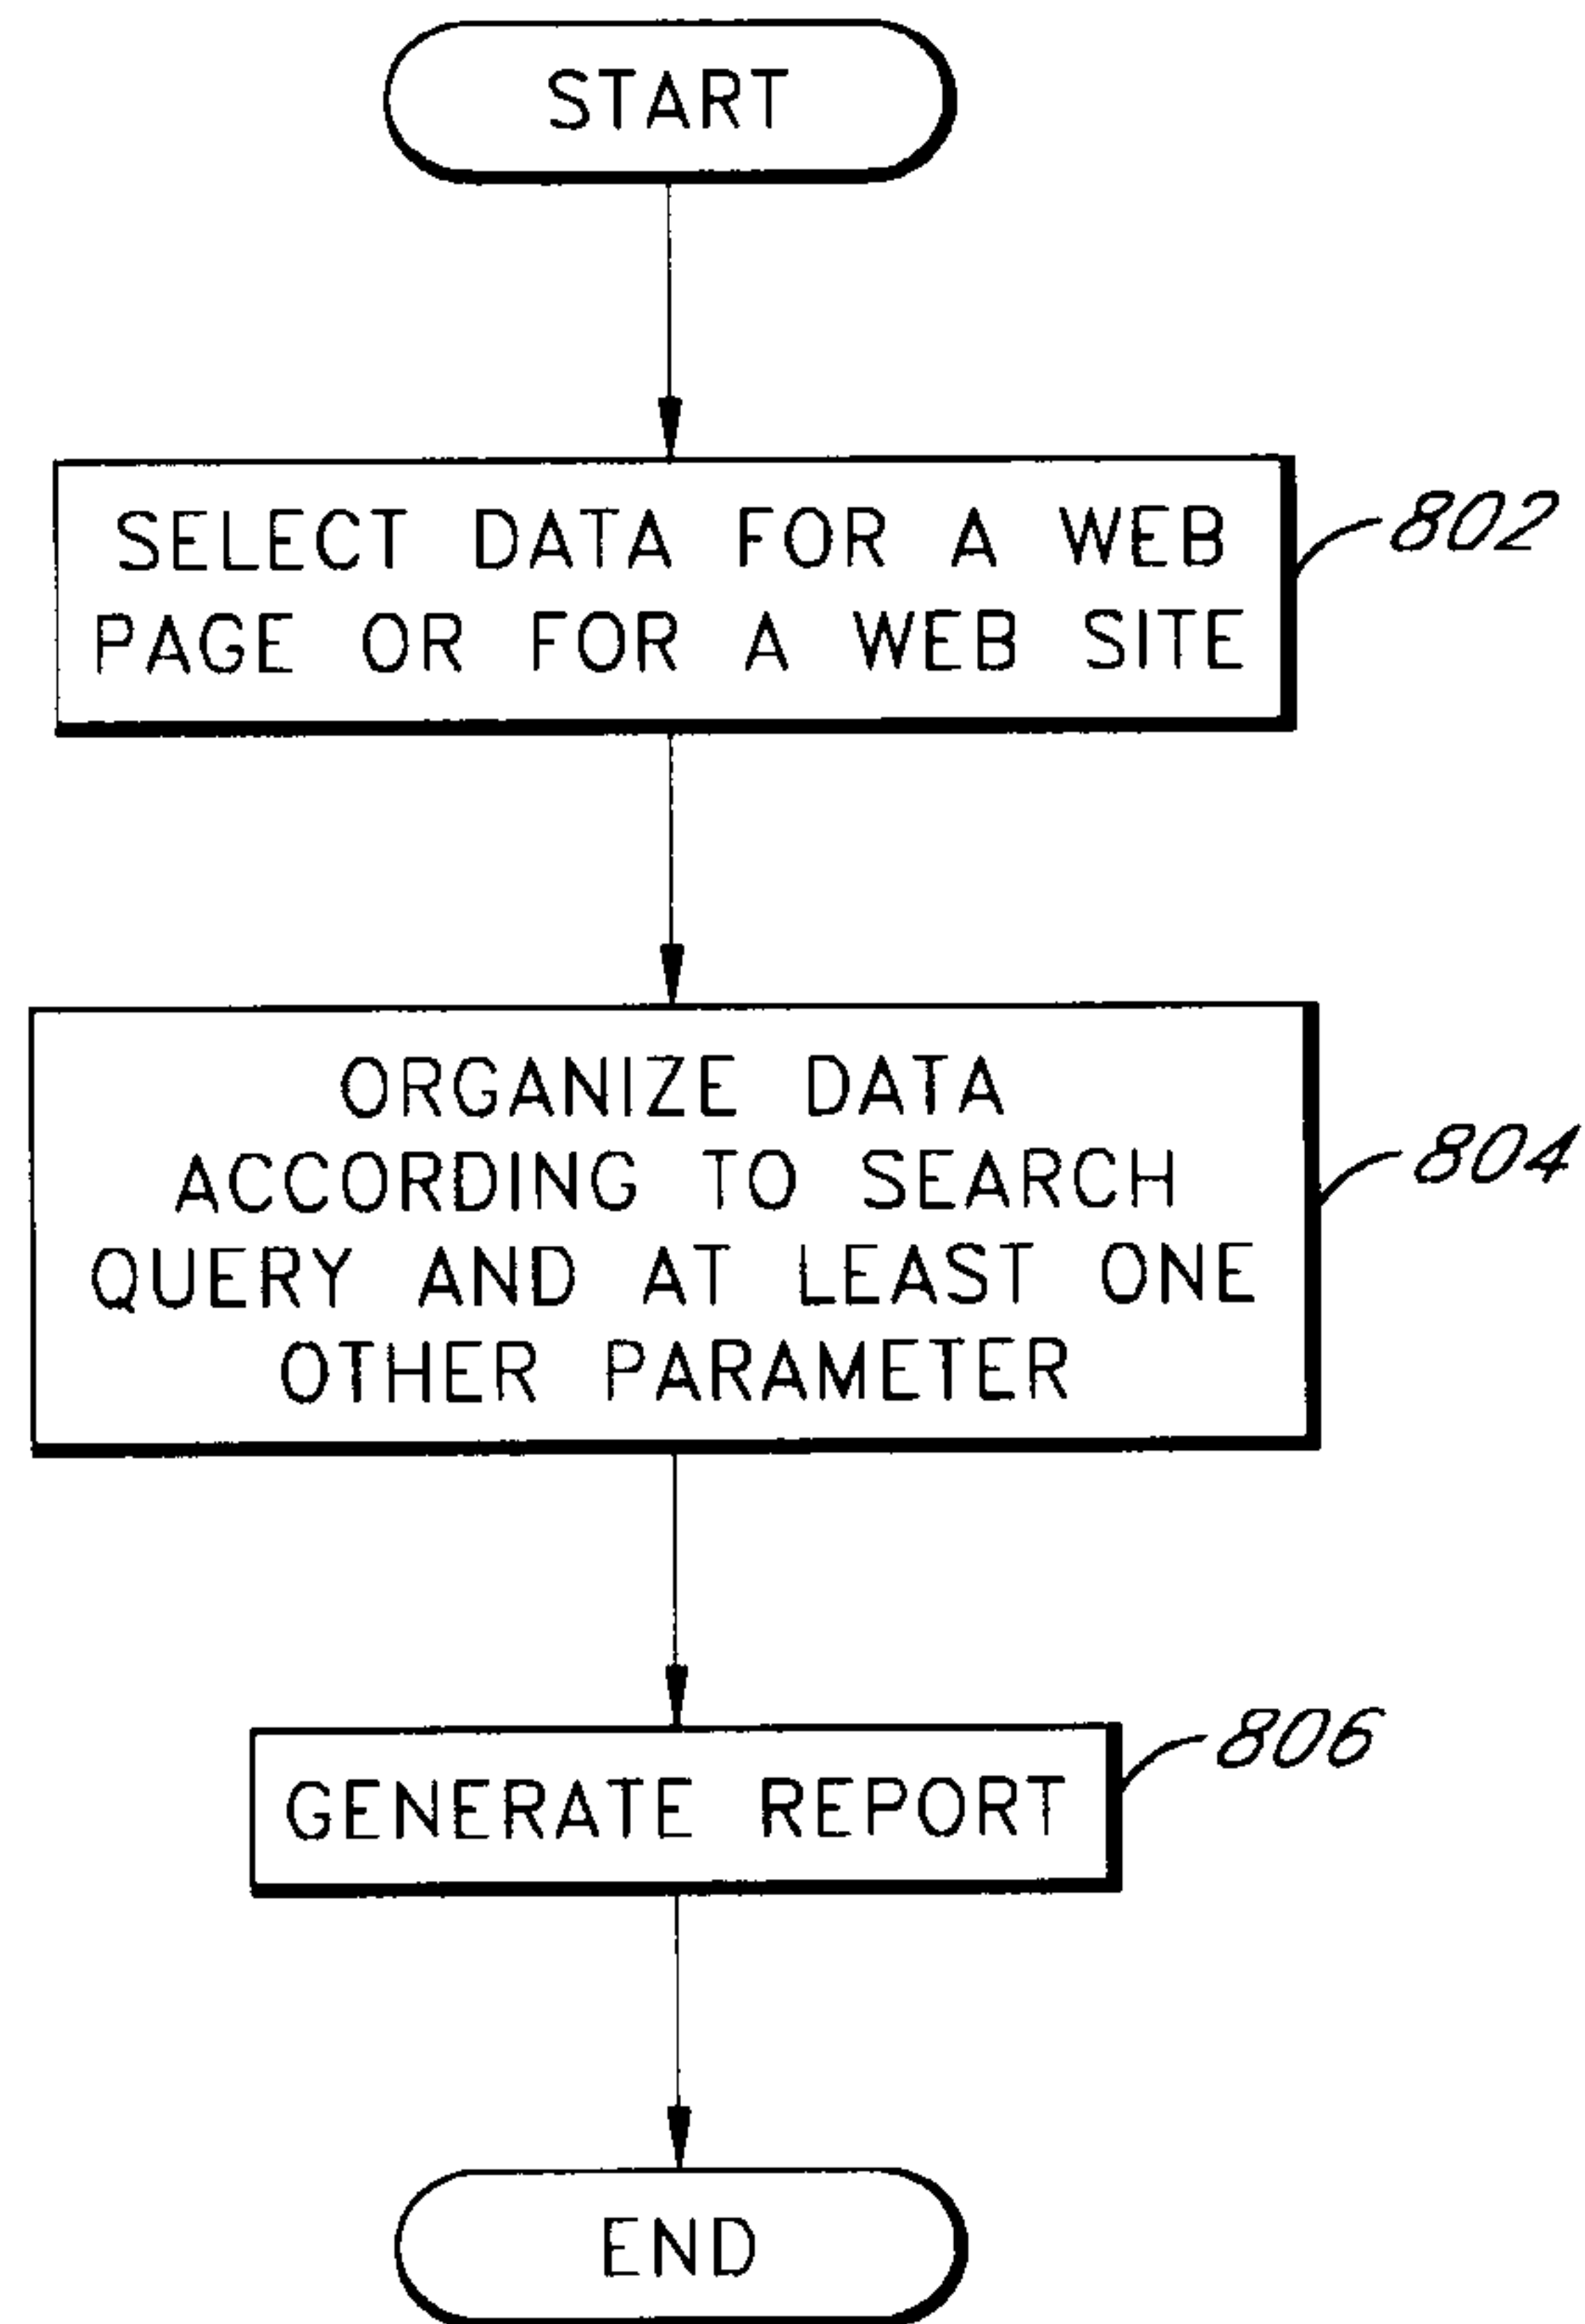 START
SELECT DATA FOR A WEB
PAGE OR FOR A WEB SITE
802
ORGANIZE DATA
ACCORDING TO SEARCH
QUERY AND AT LEAST ONE
OTHER PARAMETER
804
GENERATE REPORT
806
END